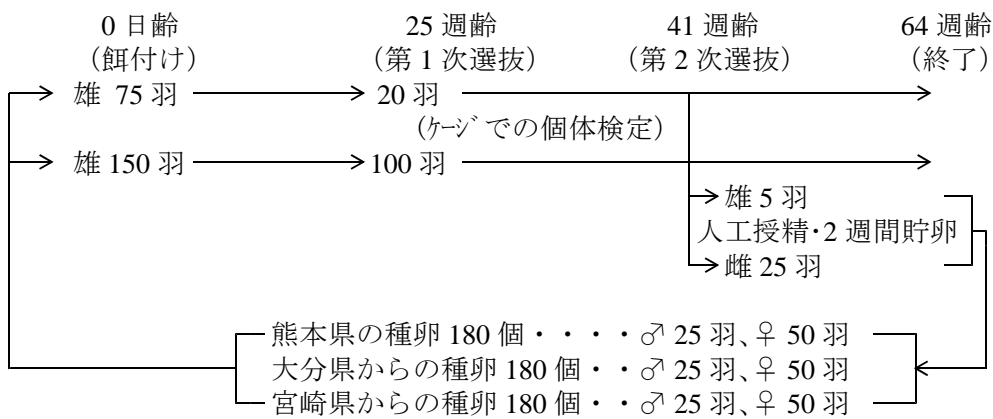 0 日齢 25 週齢 41 週齢 64 週齢
(餌付け) (第 1 次選抜) (第 2 次選抜) (終了)
雄 75 羽 20 羽
(ｹｰｼﾞでの個体検定)
雄 150 羽 100 羽
雄 5 羽
人工授精・2 週間貯卵
雌 25 羽
熊本県の種卵 180 個・・・・♂ 25 羽、♀ 50 羽
大分県からの種卵 180 個・・♂ 25 羽、♀ 50 羽
宮崎県からの種卵 180 個・・♂ 25 羽、♀ 50 羽